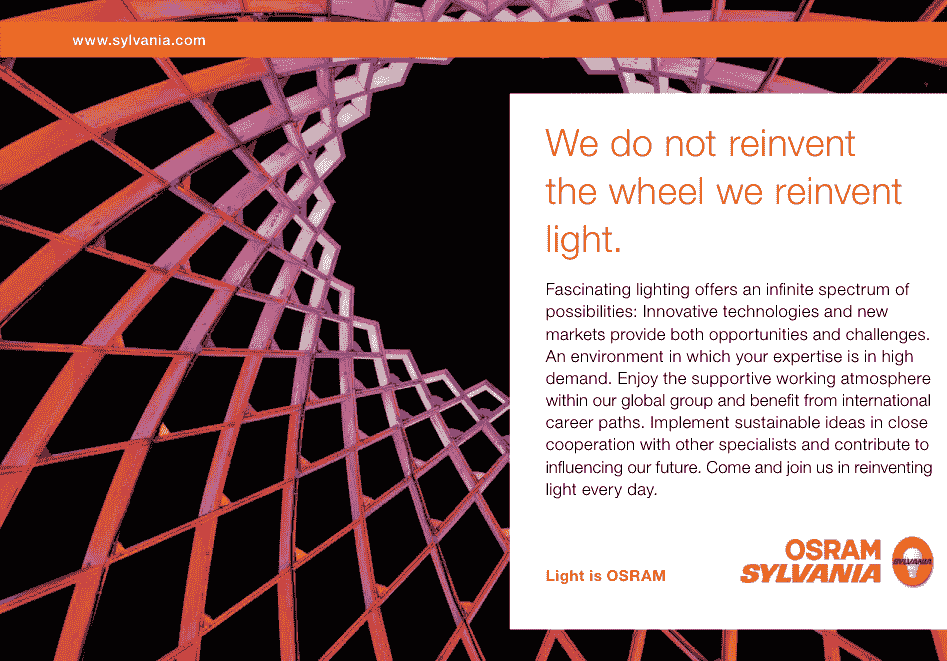 www.sylvania.com
We do not reinvent
the wheel we reinvent
light.
Fascinating lighting offers an infinite spectrum of
possibilities: Innovative technologies and new
markets provide both opportunities and challenges.
An environment in which your expertise is in high
demand. Enjoy the supportive working atmosphere
within our global group and benefit from international
career paths. Implement sustainable ideas in close
cooperation with other specialists and contribute to
influencing our future. Come and join us in reinventing
light every day.
Light is OSRAM
OSRAM
SYLVANIA
SYLVANIA